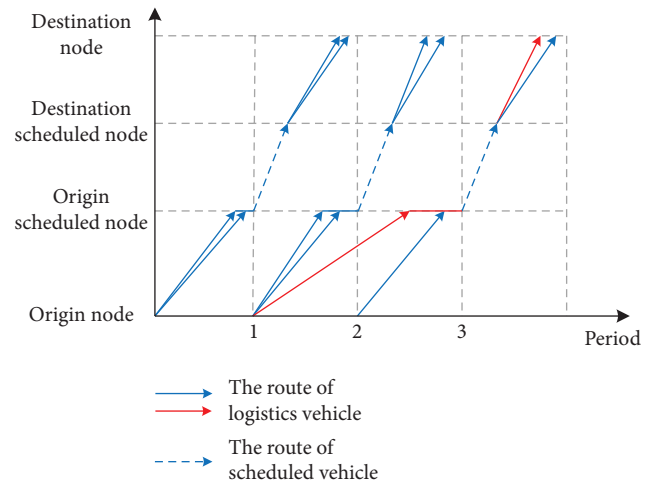 Destination
node
Destination
scheduled node
Origin
scheduled node
Origin node
1
2
3
Period
The route of
logistics vehicle
The route of
scheduled vehicle